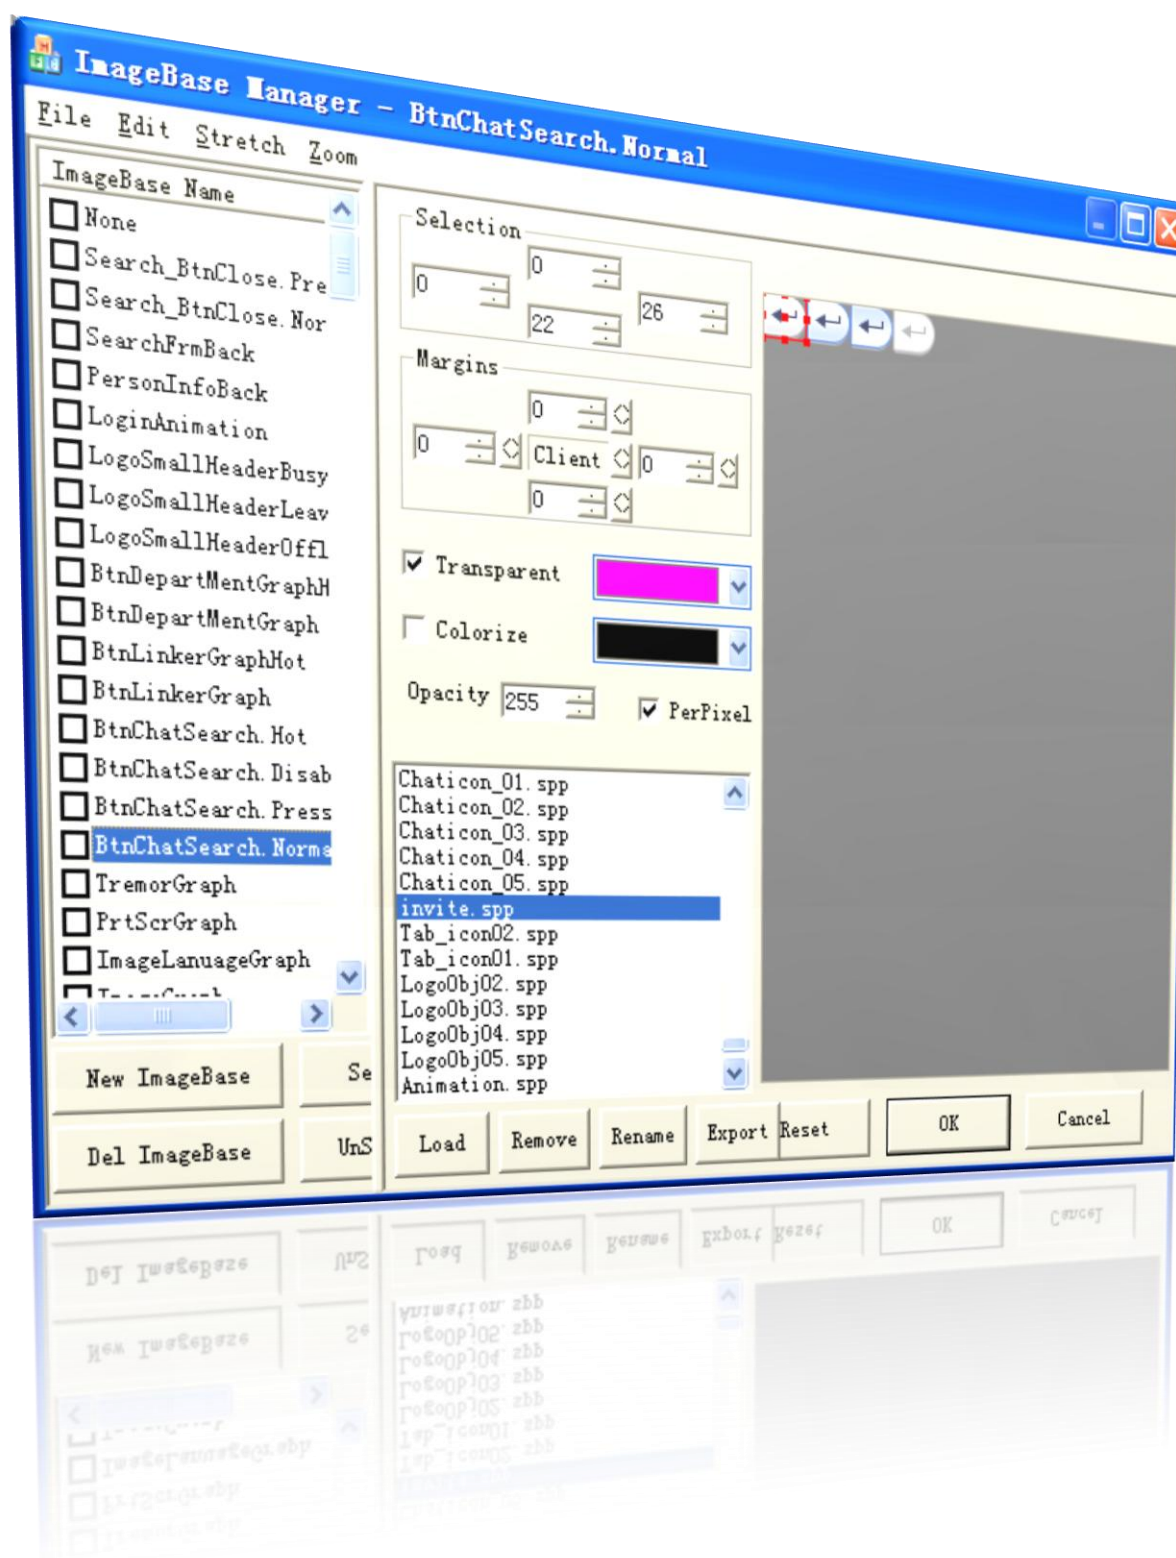 ImageBase Manager - BtnChatSearch.Normal
File Edit Stretch Zoom
ImageBase Name
None
Search_BtnClose.Pre
Search_BtnClose.Nor
SearchFrmBack
PersonInfoBack
LoginAnimation
LogoSmallHeaderBusy
LogoSmallHeaderLeav
LogoSmallHeaderOffl
BtnDepartMentGraphH
BtnDepartMentGraph
BtnLinkerGraphHot
BtnLinkerGraph
BtnChatSearch.Hot
BtnChatSearch.Disab
BtnChatSearch.Press
BtnChatSearch.Norma
TremorGraph
PrtScrGraph
ImageLanuageGraph
New ImageBase
Se
Del ImageBase
UnS
Selection
0
0
26
22
Margins
0
0
Client
0
0
Transparent
Colorize
Opacity 255
PerPixel
Chaticon_01.spp
Chaticon_02.spp
Chaticon_03.spp
Chaticon_04.spp
Chaticon_05.spp
invite.spp
Tab_icon02.spp
Tab_icon01.spp
LogoObj02.spp
LogoObj03.spp
LogoObj04.spp
LogoObj05.spp
Animation.spp
Load Remove Rename Export Reset OK Cancel